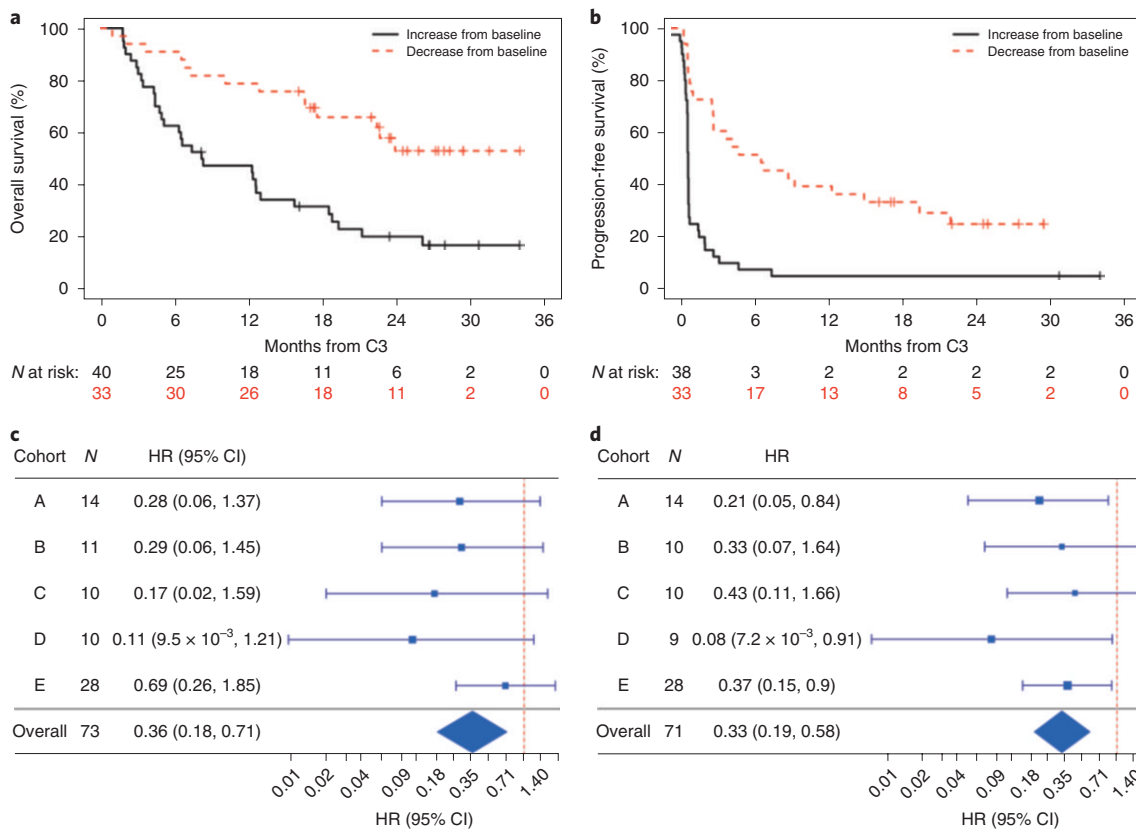 a
Overall survival (%)
100
80
60
40
20
0
Increase from baseline
Decrease from baseline
0 6 12 18 24 30 36
Months from C3
N at risk: 40 25 18 11 6 2 0
33 30 26 18 11 2 0
b
Progression-free survival (%)
100
80
60
40
20
0
Increase from baseline
Decrease from baseline
0 6 12 18 24 30 36
Months from C3
N at risk: 38 3 2 2 2 2 0
33 17 13 8 5 2 0
c
Cohort N HR (95% CI)
A 14 0.28 (0.06, 1.37)
B 11 0.29 (0.06, 1.45)
C 10 0.17 (0.02, 1.59)
D 10 0.11 (9.5 × 10⁻³, 1.21)
E 28 0.69 (0.26, 1.85)
Overall 73 0.36 (0.18, 0.71)
0.01 0.02 0.04 0.09 0.18 0.35 0.71 1.40
HR (95% CI)
d
Cohort N HR
A 14 0.21 (0.05, 0.84)
B 10 0.33 (0.07, 1.64)
C 10 0.43 (0.11, 1.66)
D 9 0.08 (7.2 × 10⁻³, 0.91)
E 28 0.37 (0.15, 0.9)
Overall 71 0.33 (0.19, 0.58)
0.01 0.02 0.04 0.09 0.18 0.35 0.71 1.40
HR (95% CI)